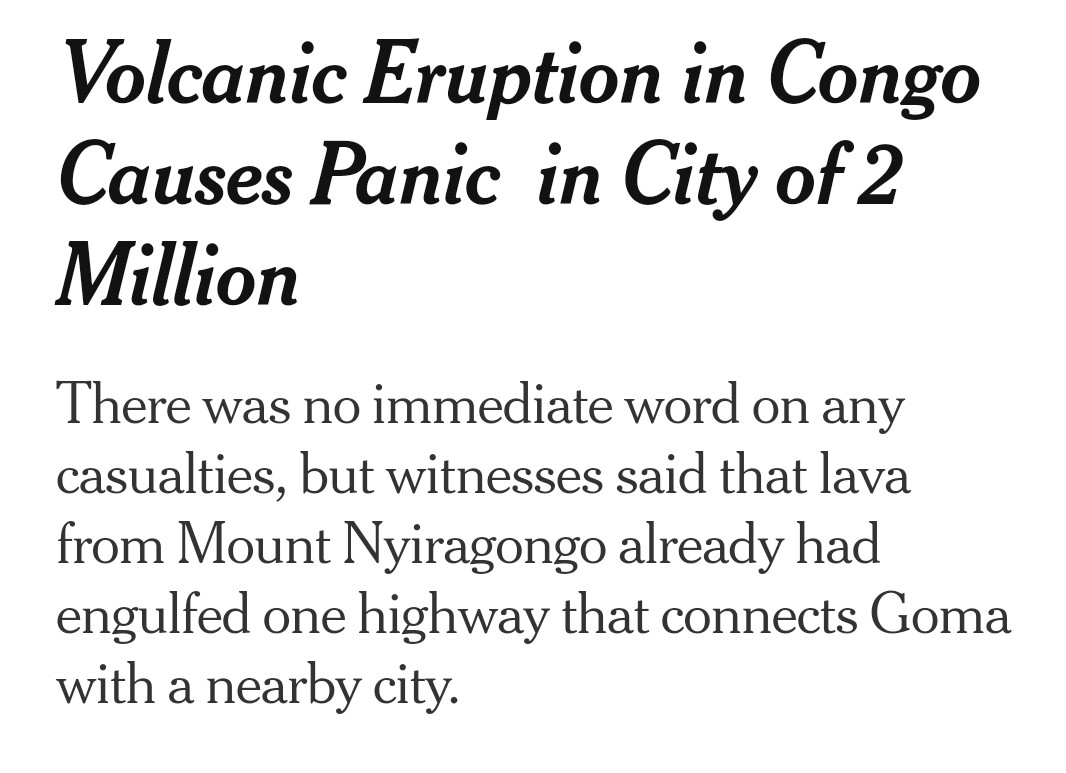 Volcanic Eruption in Congo
Causes Panic  in City of 2
Million
There was no immediate word on any
casualties, but witnesses said that lava
from Mount Nyiragongo already had
engulfed one highway that connects Goma
with a nearby city.